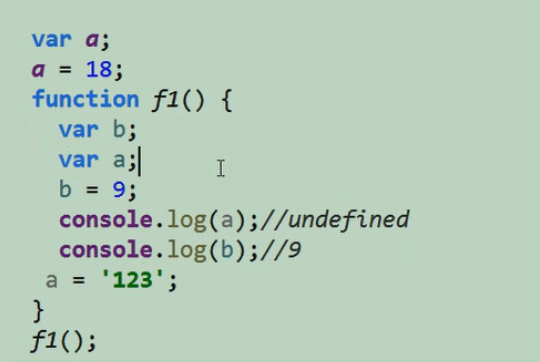 var a;
a = 18;
function f1() {
var b;
var a;
b = 9;
console.log(a);//undefined
console.log(b);//9
a = '123';
}
f1();